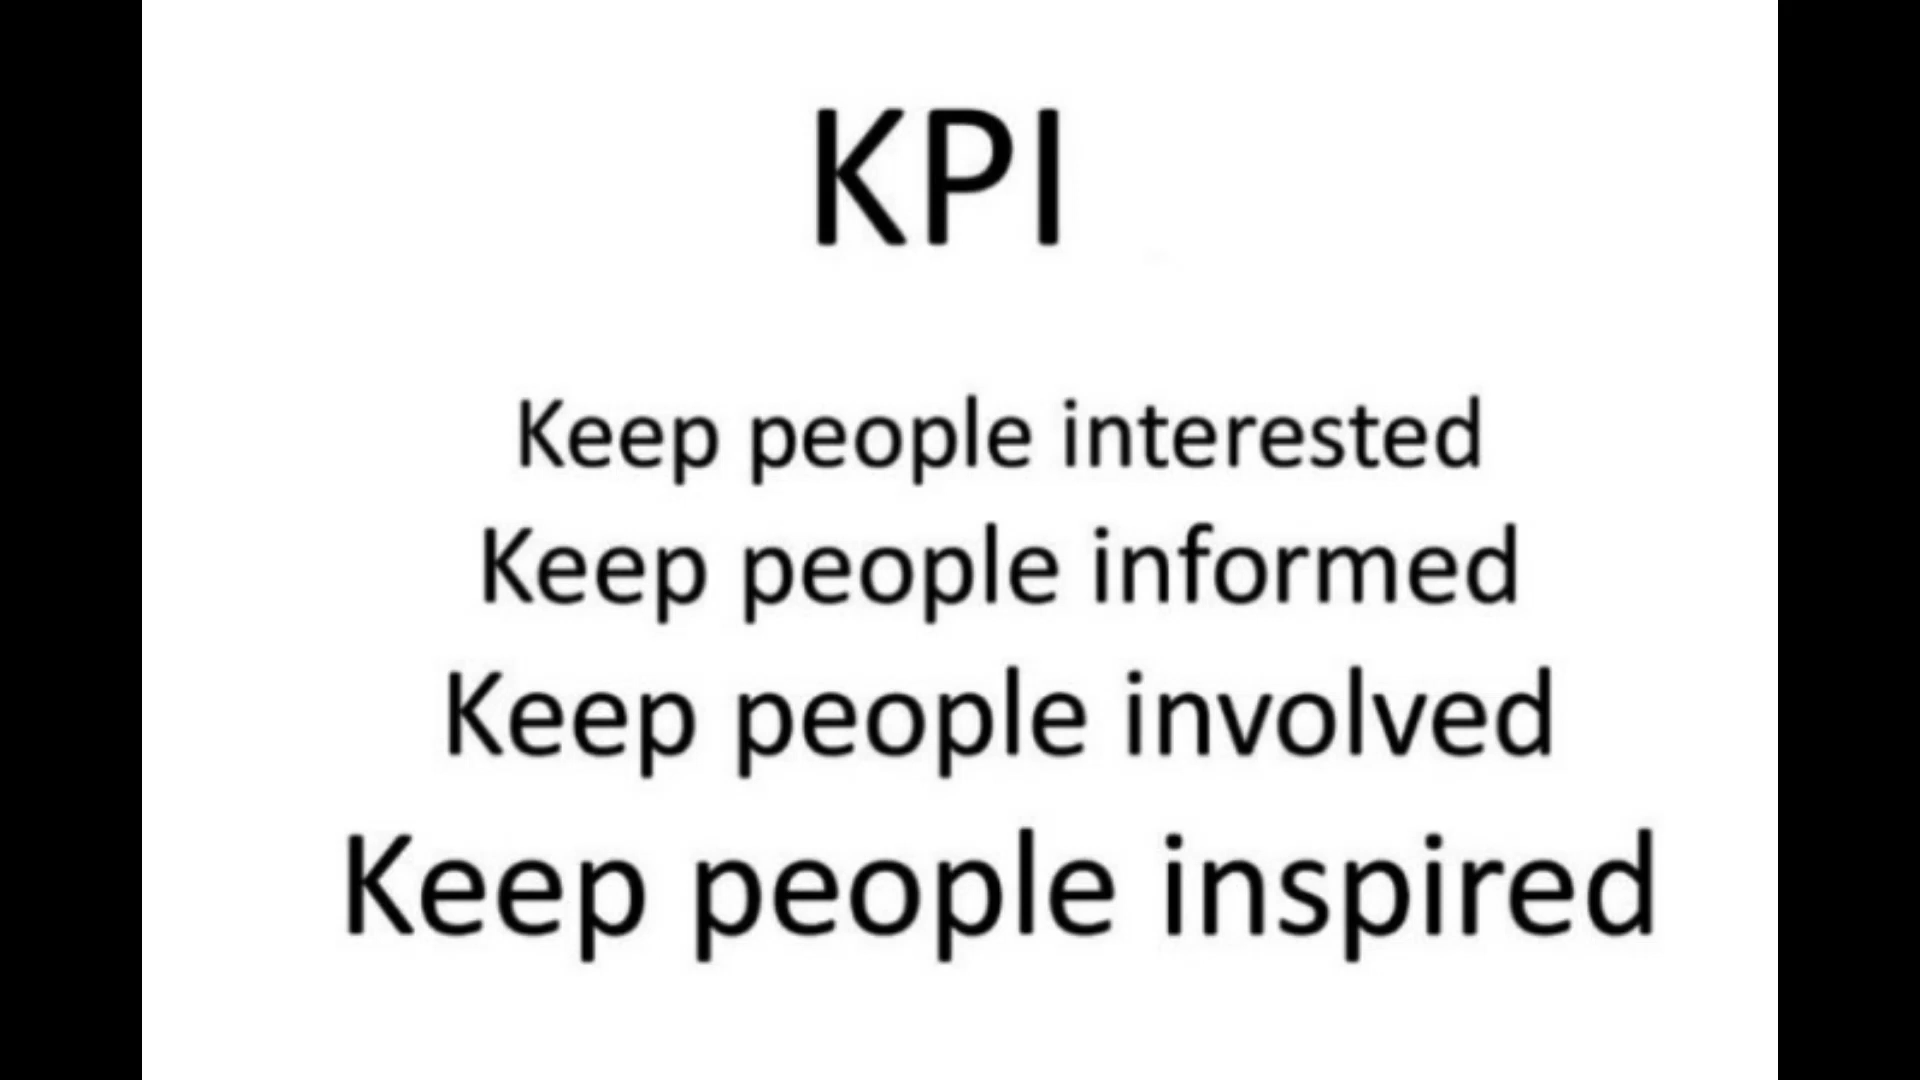 KPI
Keep people interested
Keep people informed
Keep people involved
Keep people inspired